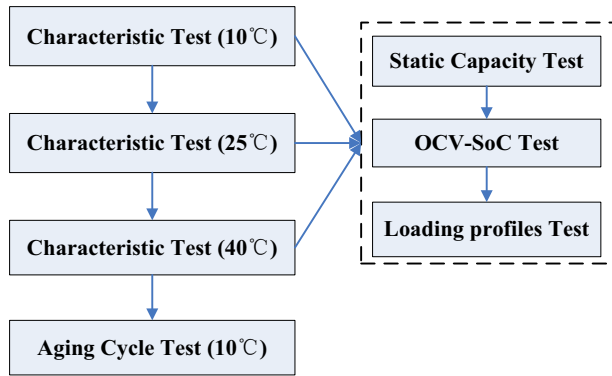 Characteristic Test (10℃)
Characteristic Test (25℃)
Characteristic Test (40℃)
Aging Cycle Test (10℃)
Static Capacity Test
OCV-SoC Test
Loading profiles Test